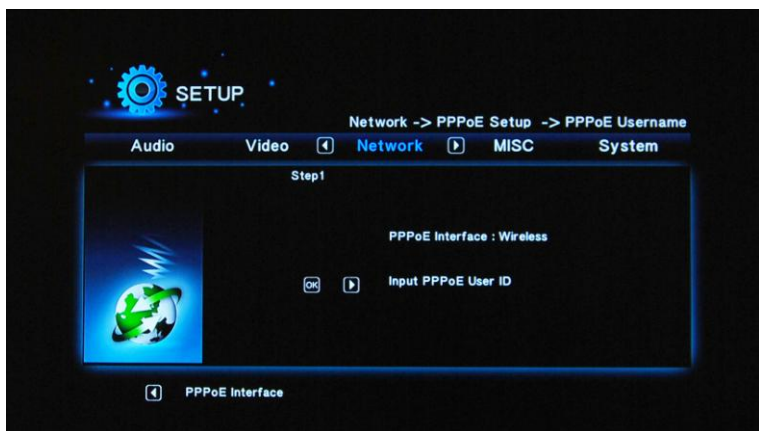 SETUP
Network -> PPPoE Setup -> PPPoE Username
Audio Video Network MISC System
Step1
PPPoE Interface : Wireless
OK Input PPPoE User ID
PPPoE Interface